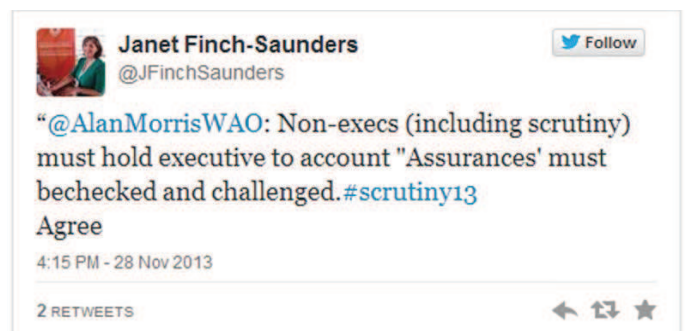 Janet Finch-Saunders
Follow
@JFinchSaunders
“@AlanMorrisWAO: Non-execs (including scrutiny)
must hold executive to account "Assurances' must
bechecked and challenged.#scrutiny13
Agree
4:15 PM - 28 Nov 2013
2 RETWEETS